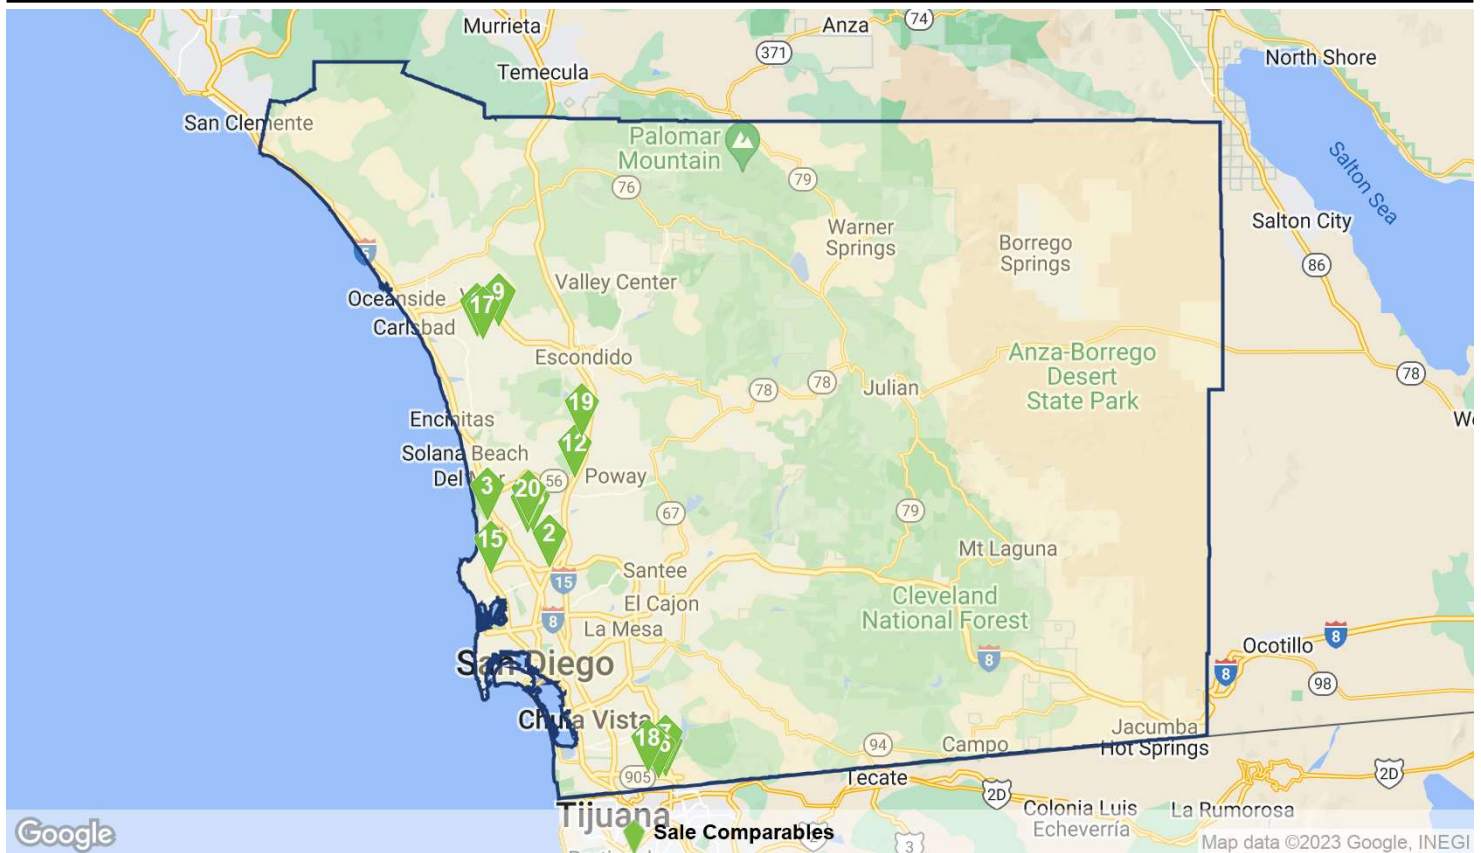 Murrieta
Anza
74
371
North Shore
Temecula
San Clemente
Palomar
Mountain
Salton Sea
79
76
Salton City
Warner
Springs
Borrego
Springs
5
86
Valley Center
9
Oceanside
17
Carlsbad
Escondido
Anza-Borrego
Desert
State Park
78
78
78
Julian
19
Encinitas
12
Solana Beach
Del Mar
3
20
56
Poway
67
79
15
2
Mt Laguna
15
Santee
El Cajon
Cleveland
National Forest
8
La Mesa
8
8
8
Ocotillo
San Diego
98
Chula Vista
18
7
Jacumba
Hot Springs
94
Campo
905
Tecate
2D
2D
Tijuana
Colonia Luis
Echeverría
La Rumorosa
3
Google
Sale Comparables
Map data ©2023 Google, INEGI